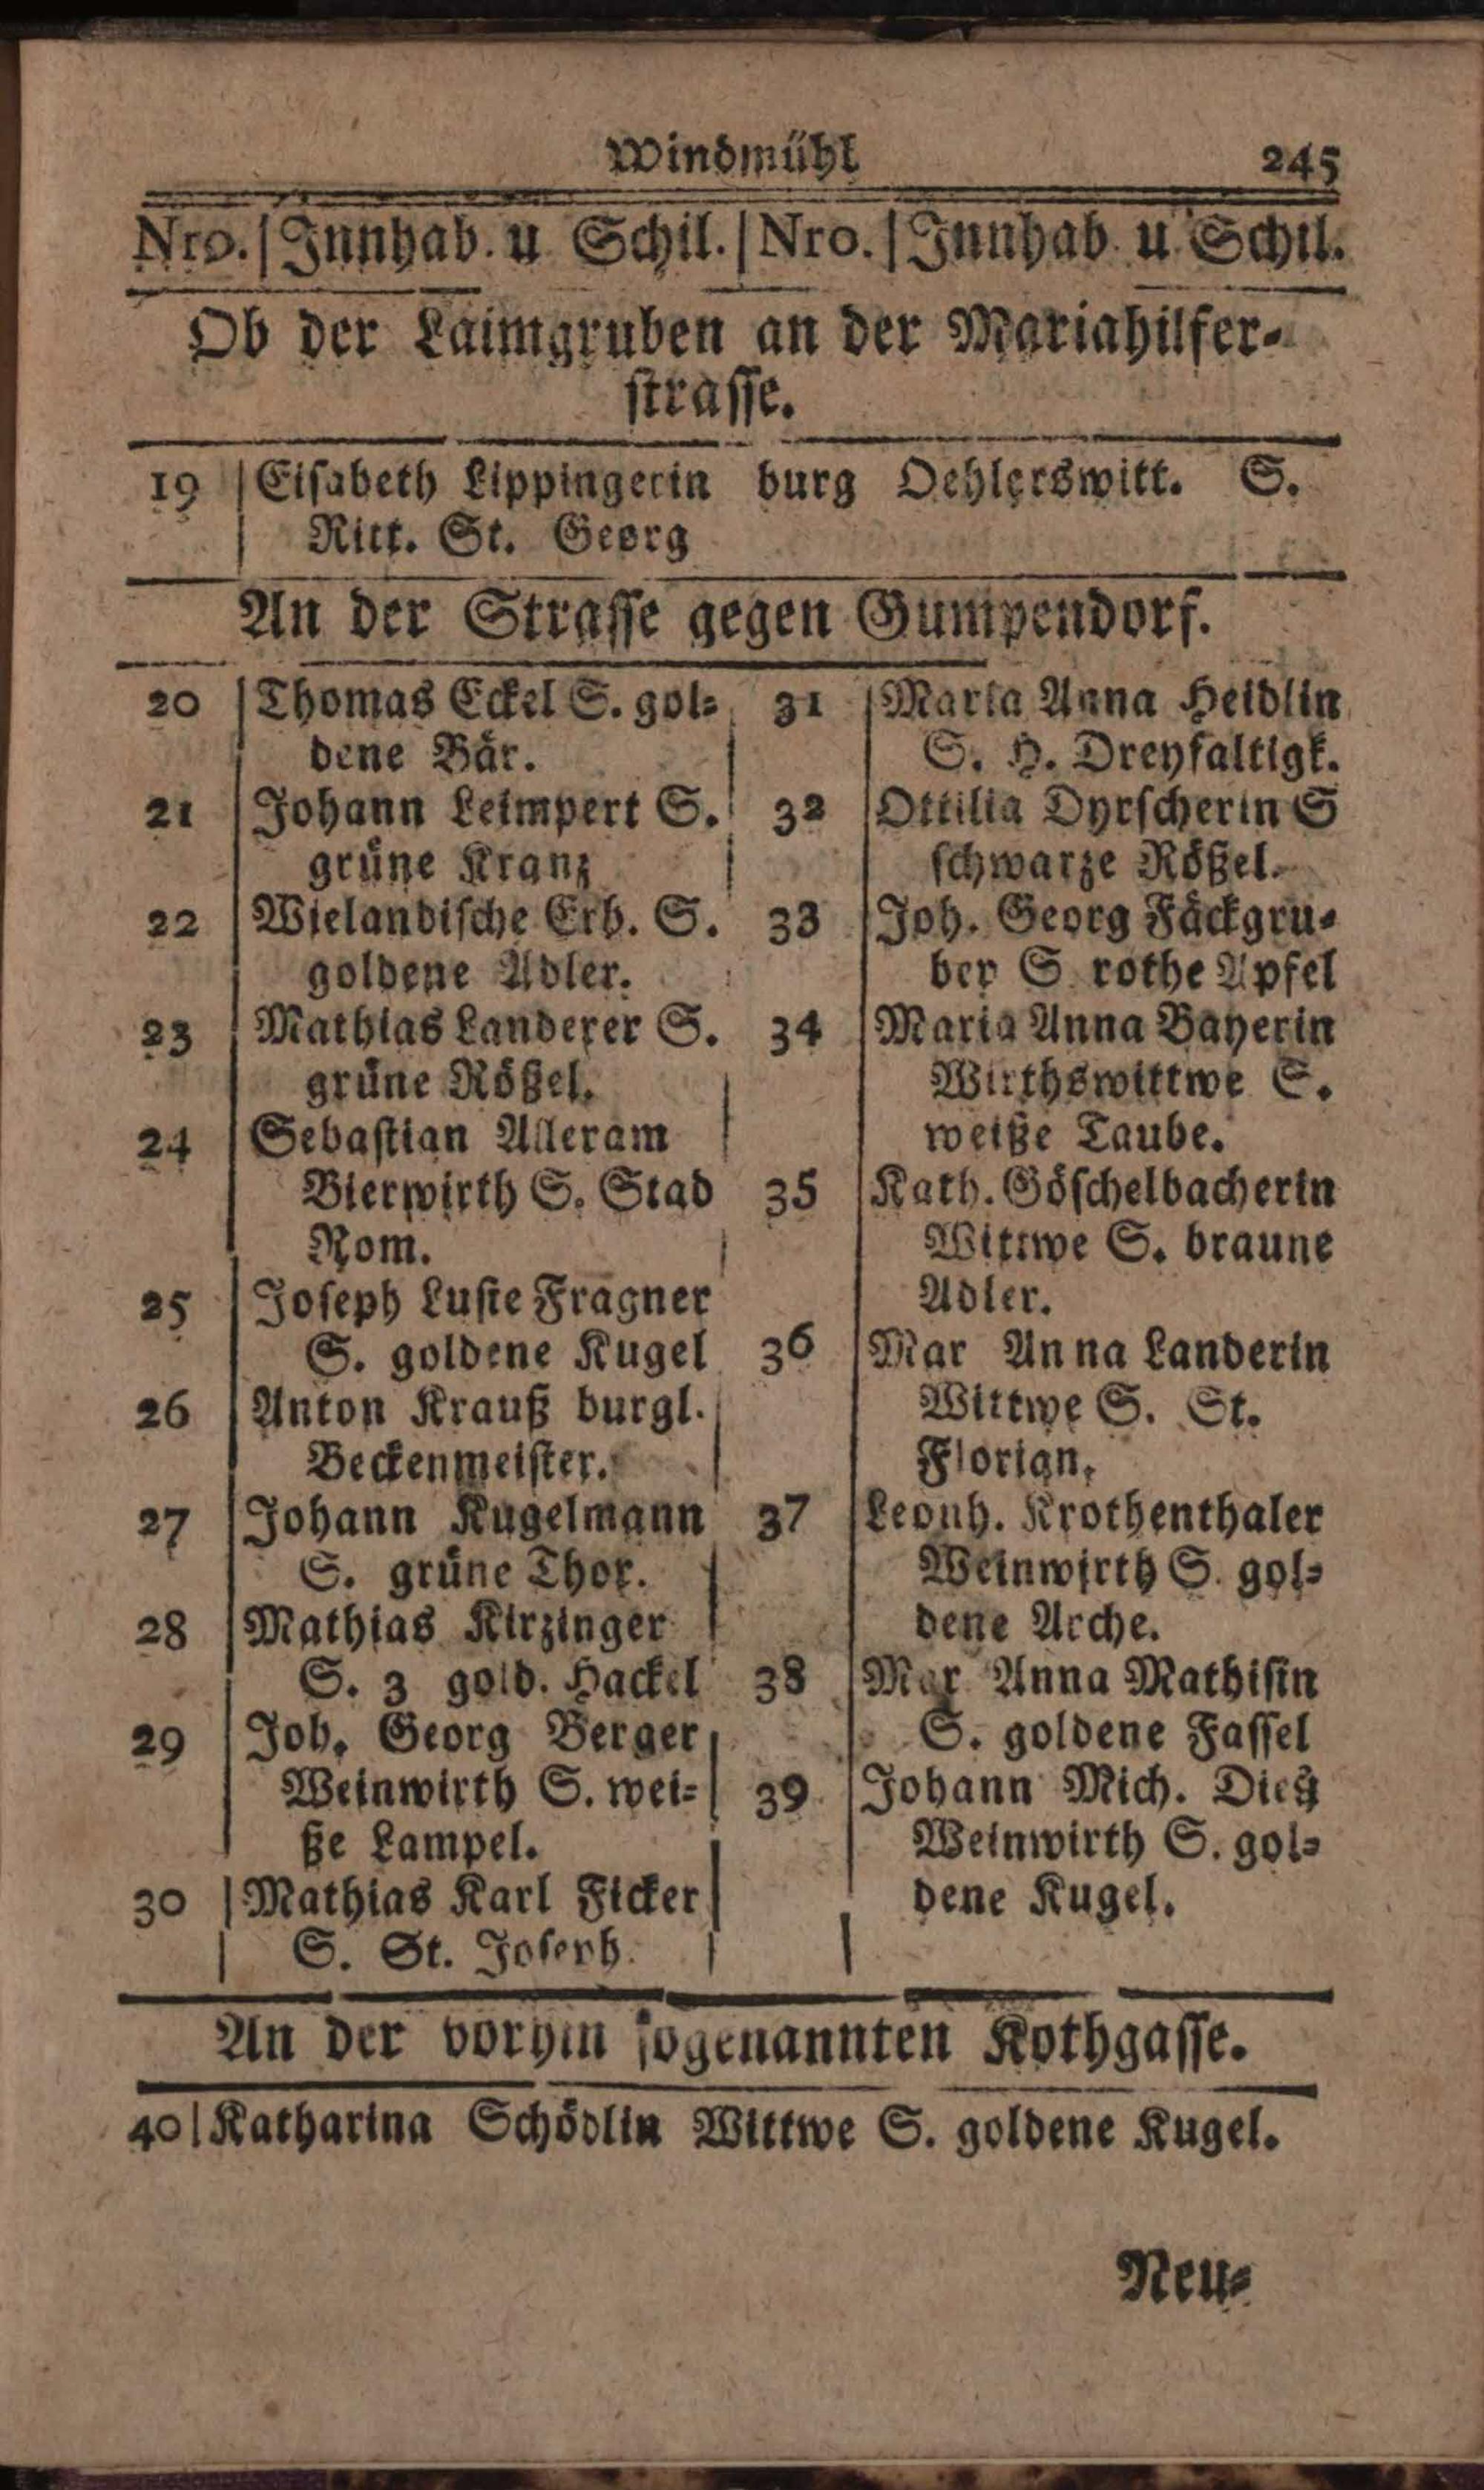 Windmühl 245
Nro. Innhab. u Schil. Nro. Innhab. u. Schil.
Ob der Laimgruben an der Mariahilfer-
strasse.
19 Elsabeth Lippingerin burg Oehlerswitt. S.
Ritt. St. Georg
An der Strasse gegen Gumpendorf.
20 Thomas Eckel S. gol-
dene Bär.
21 Johann Leimpert S.
grüne Kranz
22 Wielandische Erb. S.
goldene Adler.
23 Mathias Landerer S.
grüne Rößel.
24 Sebastian Alleram
Bierwirth S. Stad
Rom.
25 Joseph Luste Fragner
S. goldene Kugel
26 Anton Krauß burgl.
Beckenmeister.
27 Johann Kugelmann
S. grüne Thor.
28 Mathias Kirzinger
S. 3 gold. Hackel
29 Joh. Georg Berger
Weinwirth S. wei-
ße Lampel.
30 Mathias Karl Ficker
S. St. Joseph.
31 Maria Anna Heidlin
S. H. Dreyfaltigk.
32 Ottilia Dyrscherin S
schwarze Rößel.
33 Joh. Georg Fäckgru-
ber S. rothe Apfel
34 Maria Anna Bayerin
Wirthswittwe S.
weiße Taube.
35 Kath. Göschelbacherin
Wittwe S. braune
Adler.
36 Mar Anna Landerin
Wittwe S. St.
Florian.
37 Leonh. Krothenthaler
Weinwirth S. gol-
dene Arche.
38 Mar Anna Mathisin
S. goldene Fassel
39 Johann Mich.
Weinwirth S. gol-
dene Kugel.
An der vorhin sogenannten Kothgasse.
40 Katharina Schödlin Wittwe S. goldene Kugel.
Neu-